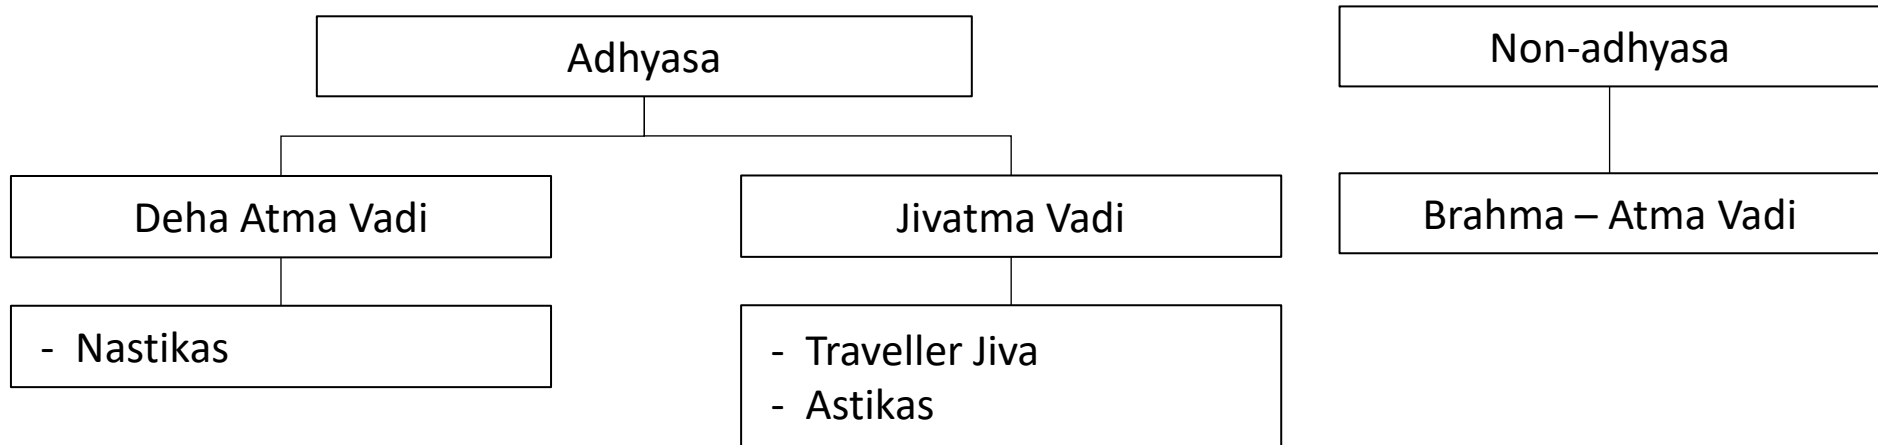 Adhyasa
Non-adhyasa
Deha Atma Vadi
Jivatma Vadi
Brahma – Atma Vadi
- Nastikas
- Traveller Jiva
- Astikas